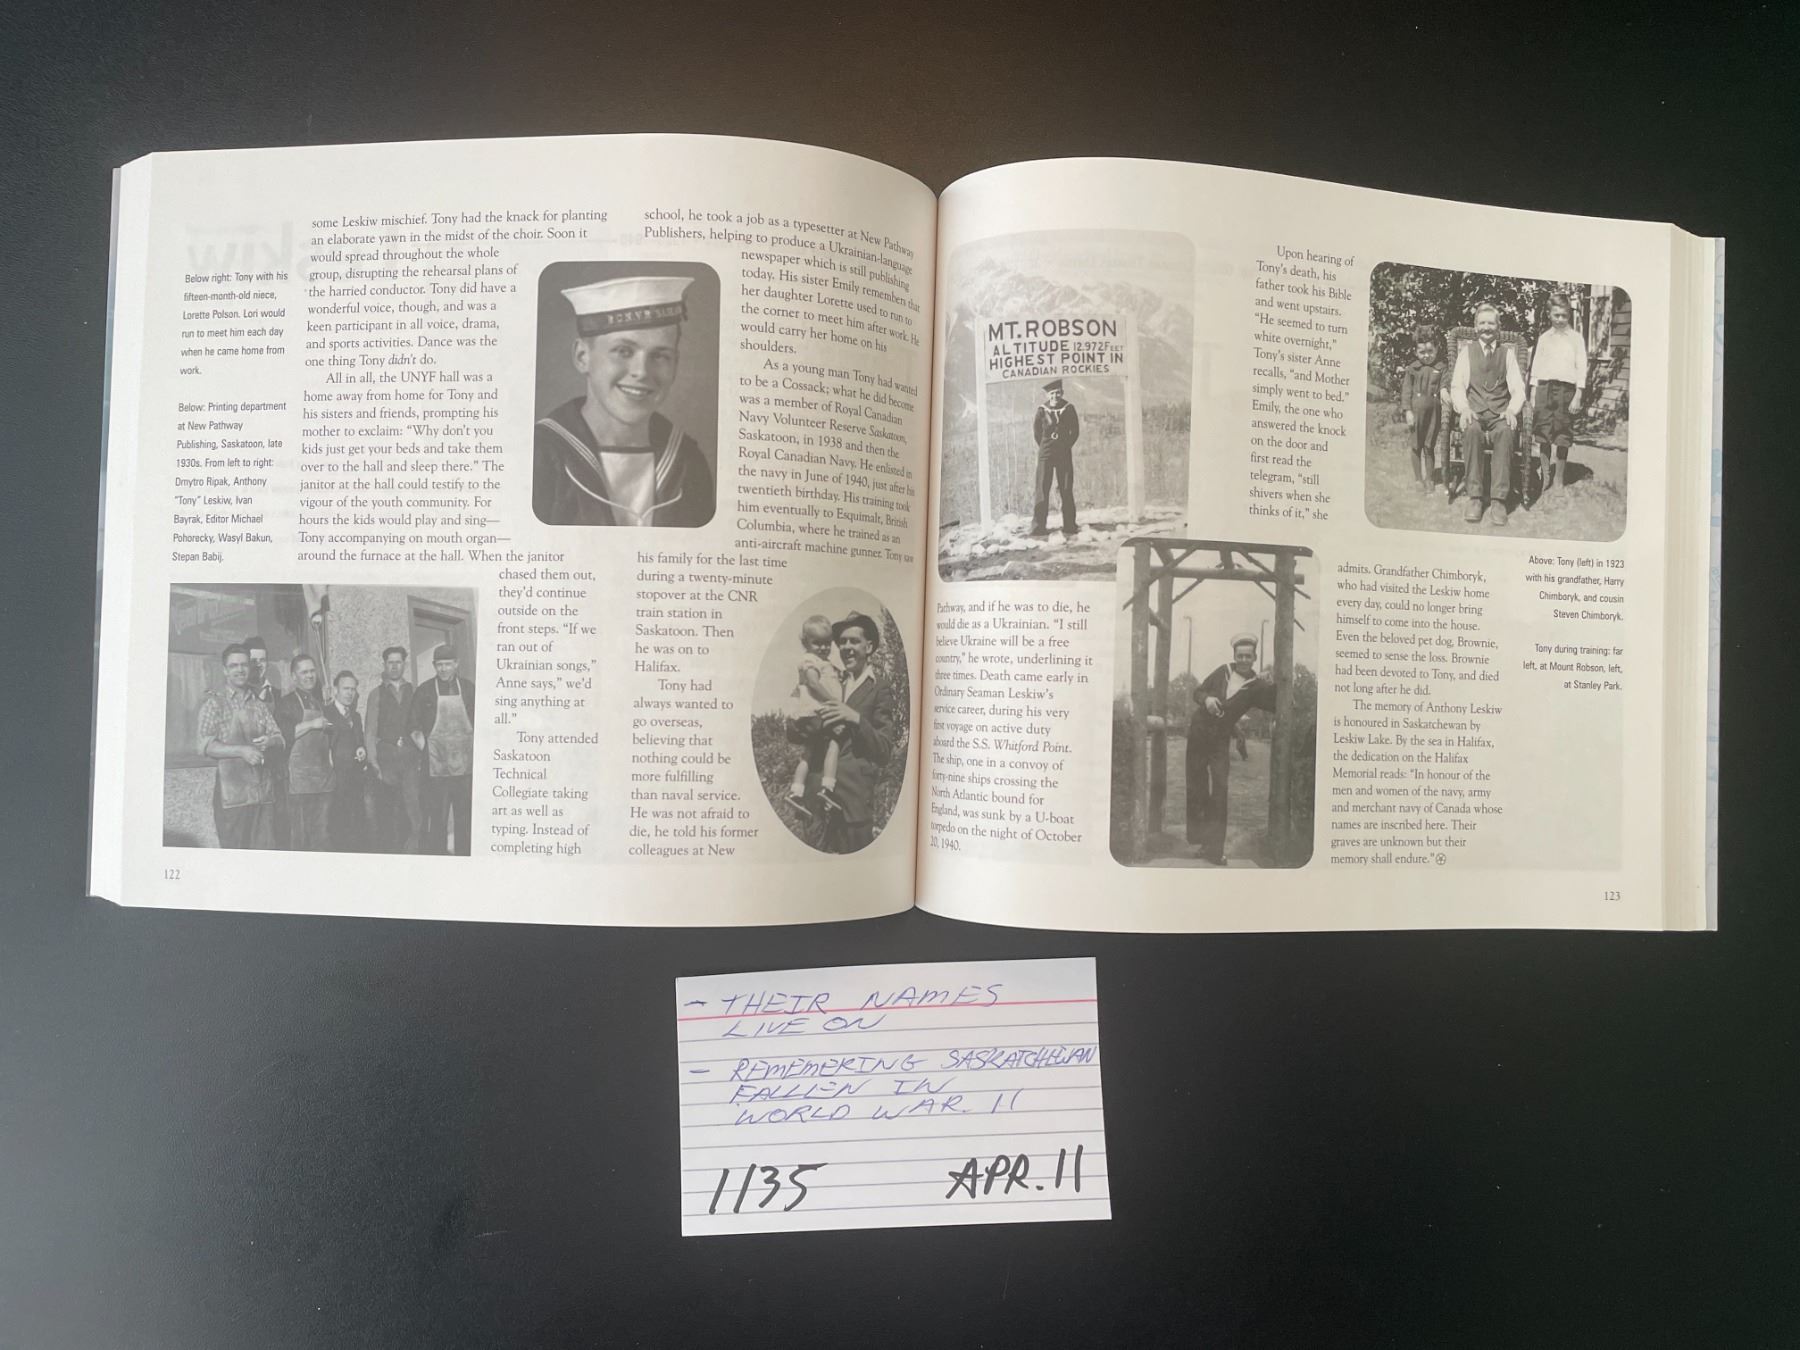 Below right: Tony with his
fifteen-month-old niece,
Lorette Polson. Lori would
run to meet him each day
when he came home from
work.
Below: Printing department
at New Pathway
Publishing, Saskatoon, late
1930s. From left to right:
Dmytro Ripak, Anthony
"Tony" Leskiw, Ivan
Bayrak, Editor Michael
Pohorecky, Wasyl Bakun,
Stepan Babij.
some Leskiw mischief. Tony had the knack for planting
an elaborate yawn in the midst of the choir. Soon it
would spread throughout the whole
group, disrupting the rehearsal plans of
the harried conductor. Tony did have a
wonderful voice, though, and was a
keen participant in all voice, drama,
and sports activities. Dance was the
one thing Tony didn't do.
All in all, the UNYF hall was a
home away from home for Tony and
his sisters and friends, prompting his
mother to exclaim: "Why don't you
kids just get your beds and take them
over to the hall and sleep there." The
janitor at the hall could testify to the
vigour of the youth community. For
hours the kids would play and sing—
Tony accompanying on mouth organ—
around the furnace at the hall. When the janitor
chased them out,
they'd continue
outside on the
front steps. "If we
ran out of
Ukrainian songs,"
Anne says," we'd
sing anything at
all."
Tony attended
Saskatoon
Technical
Collegiate taking
art as well as
typing. Instead of
completing high
school, he took a job as a typesetter at New Pathway
Publishers, helping to produce a Ukrainian-language
newspaper which is still publishing
today. His sister Emily remembers that
her daughter Lorette used to run to
the corner to meet him after work. He
would carry her home on his
shoulders.
As a young man Tony had wanted
to be a Cossack; what he did become
was a member of Royal Canadian
Navy Volunteer Reserve Saskatoon,
Saskatoon, in 1938 and then the
Royal Canadian Navy. He enlisted in
the navy in June of 1940, just after his
twentieth birthday. His training took
him eventually to Esquimalt, British
Columbia, where he trained as an
anti-aircraft machine gunner. Tony saw
his family for the last time
during a twenty-minute
stopover at the CNR
train station in
Saskatoon. Then
he was on to
Halifax.
Tony had
always wanted to
go overseas,
believing that
nothing could be
more fulfilling
than naval service.
He was not afraid to
die, he told his former
colleagues at New
122
MT. ROBSON
ALTITUDE 12.972 FEET
HIGHEST POINT IN
CANADIAN ROCKIES
Pathway, and if he was to die, he
would die as a Ukrainian. "I still
believe Ukraine will be a free
country," he wrote, underlining it
three times. Death came early in
Ordinary Seaman Leskiw's
service career, during his very
first voyage on active duty
aboard the S.S. Whitford Point.
The ship, one in a convoy of
forty-nine ships crossing the
North Atlantic bound for
England, was sunk by a U-boat
torpedo on the night of October
20, 1940.
Upon hearing of
Tony's death, his
father took his Bible
and went upstairs.
"He seemed to turn
white overnight,"
Tony's sister Anne
recalls, "and Mother
simply went to bed."
Emily, the one who
answered the knock
on the door and
first read the
telegram, "still
shivers when she
thinks of it," she
admits. Grandfather Chimboryk,
who had visited the Leskiw home
every day, could no longer bring
himself to come into the house.
Even the beloved pet dog, Brownie,
seemed to sense the loss. Brownie
had been devoted to Tony, and died
not long after he did.
The memory of Anthony Leskiw
is honoured in Saskatchewan by
Leskiw Lake. By the sea in Halifax,
the dedication on the Halifax
Memorial reads: "In honour of the
men and women of the navy, army
and merchant navy of Canada whose
names are inscribed here. Their
graves are unknown but their
memory shall endure."
Above: Tony (left) in 1923
with his grandfather, Harry
Chimboryk, and cousin
Steven Chimboryk.
Tony during training: far
left, at Mount Robson, left,
at Stanley Park.
123
- THEIR NAMES
LIVE ON
- REMEMERING SASKATCHEWAN
FALLEN IN
WORLD WAR. 11
1135 APR. 11